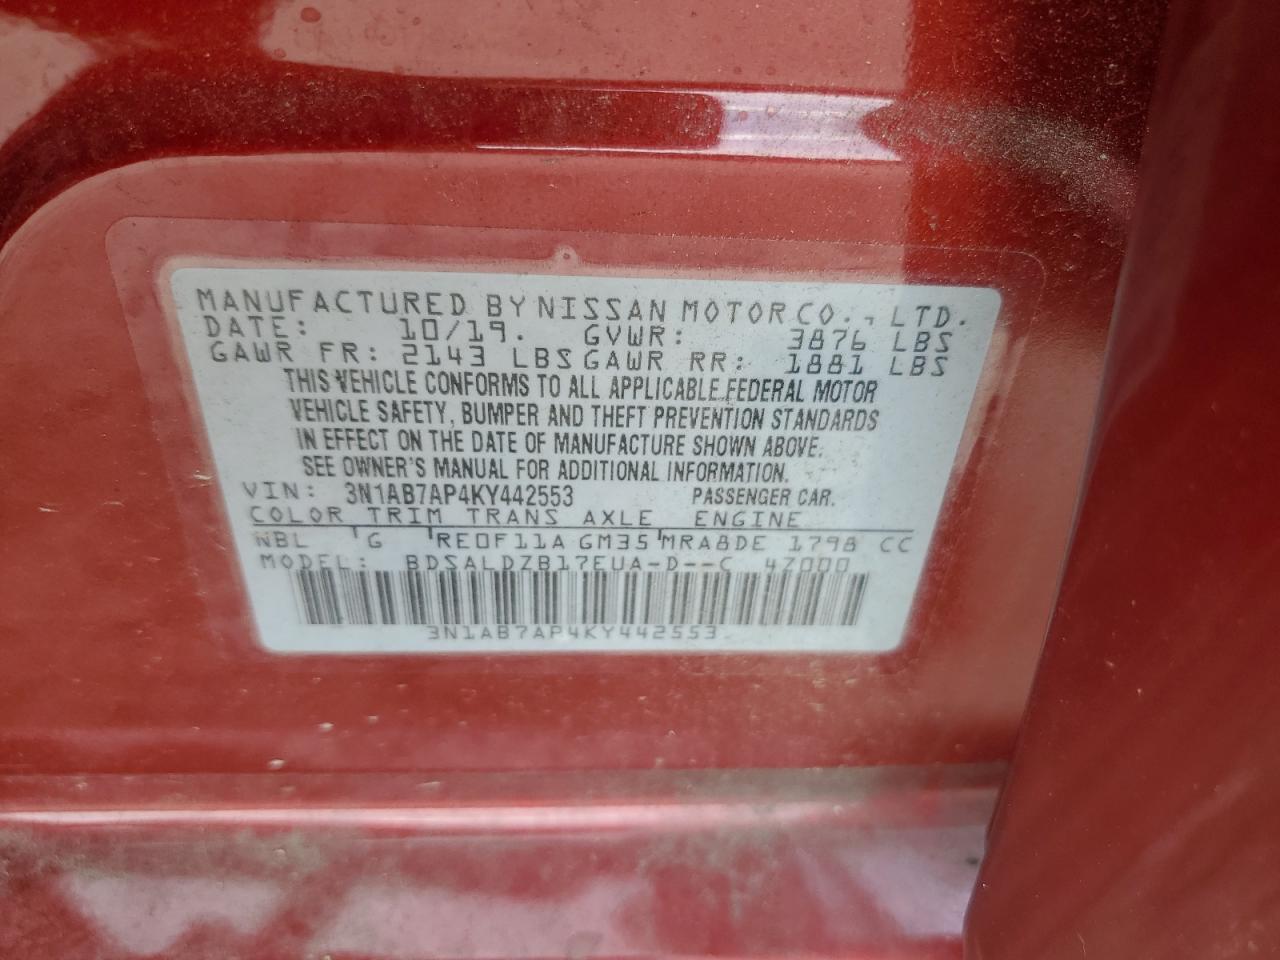 MANUFACTURED BY NISSAN MOTOR CO., LTD.
DATE: 10/19. GVWR: 3876 LBS
GAWR FR: 2143 LBS GAWR RR: 1881 LBS
THIS VEHICLE CONFORMS TO ALL APPLICABLE FEDERAL MOTOR
VEHICLE SAFETY, BUMPER AND THEFT PREVENTION STANDARDS
IN EFFECT ON THE DATE OF MANUFACTURE SHOWN ABOVE.
SEE OWNER'S MANUAL FOR ADDITIONAL INFORMATION.
VIN: 3N1AB7AP4KY442553 PASSENGER CAR.
COLOR TRIM TRANS AXLE ENGINE
NBL G RE0F11A GM35 MRA8DE 1798 CC
MODEL: BDSALDZB17EUA-D--C 4Z000
3N1AB7AP4KY442553